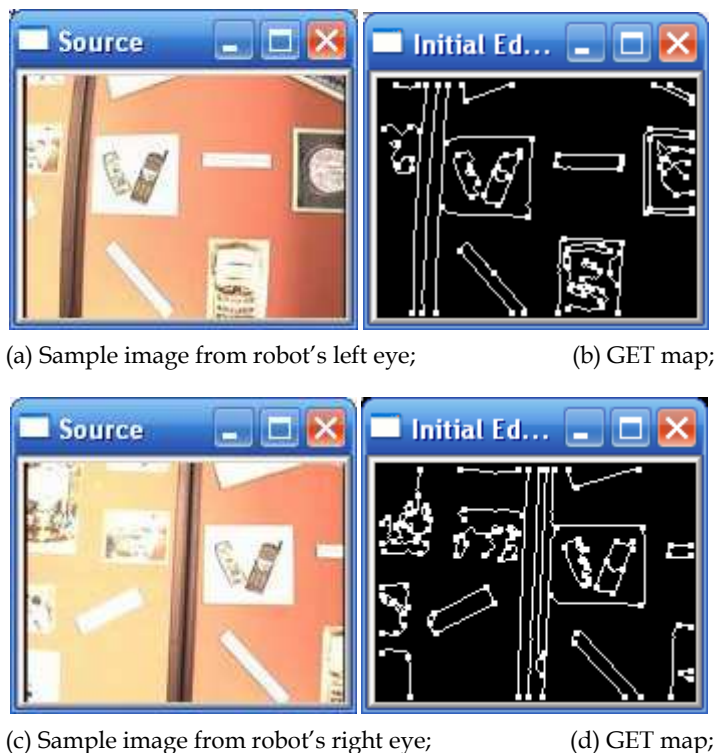 Source
Initial Ed...
(a) Sample image from robot's left eye;
(b) GET map;
Source
Initial Ed...
(c) Sample image from robot's right eye;
(d) GET map;